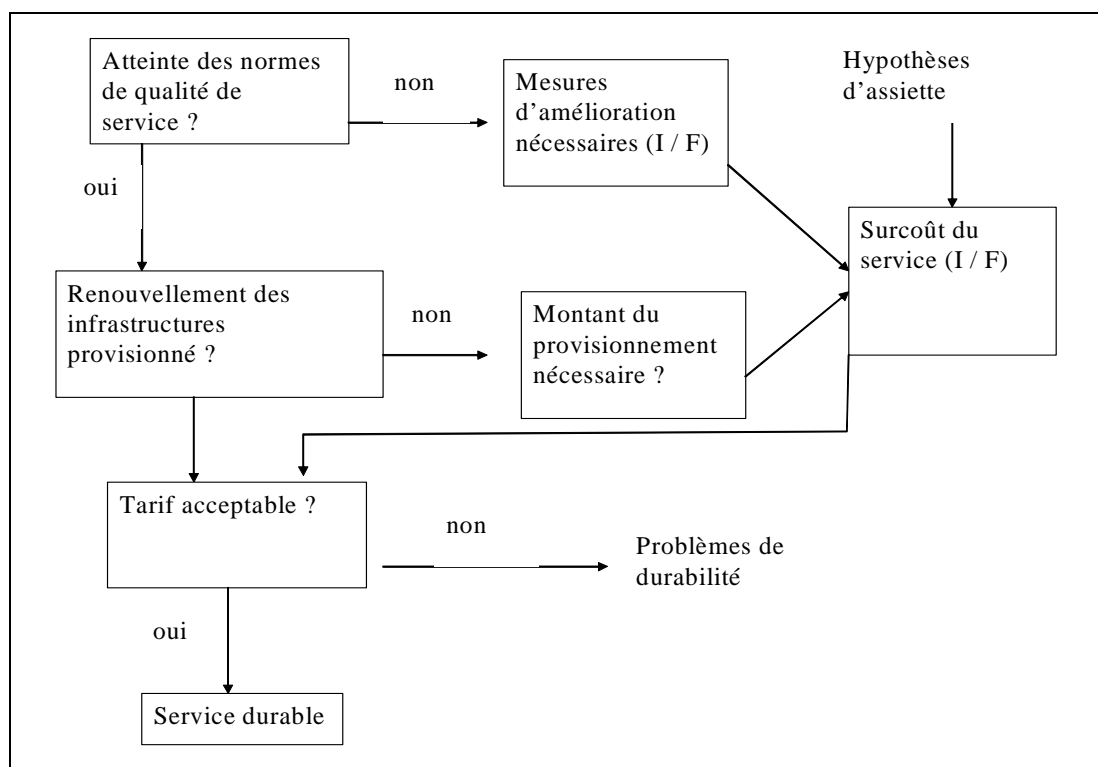 Atteinte des normes
de qualité de
service ?
non
Mesures
d’amélioration
nécessaires (I / F)
Hypothèses
d’assiette
oui
Surcoût du
service (I / F)
Renouvellement des
infrastructures
provisionné ?
non
Montant du
provisionnement
nécessaire ?
Tarif acceptable ?
non
Problèmes de
durabilité
oui
Service durable